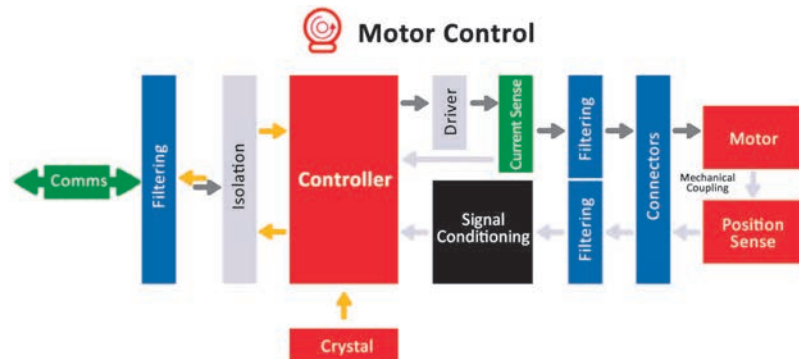 Motor Control
Comms
Filtering
Isolation
Controller
Driver
Current Sense
Filtering
Connectors
Motor
Mechanical
Coupling
Position
Sense
Filtering
Signal
Conditioning
Crystal